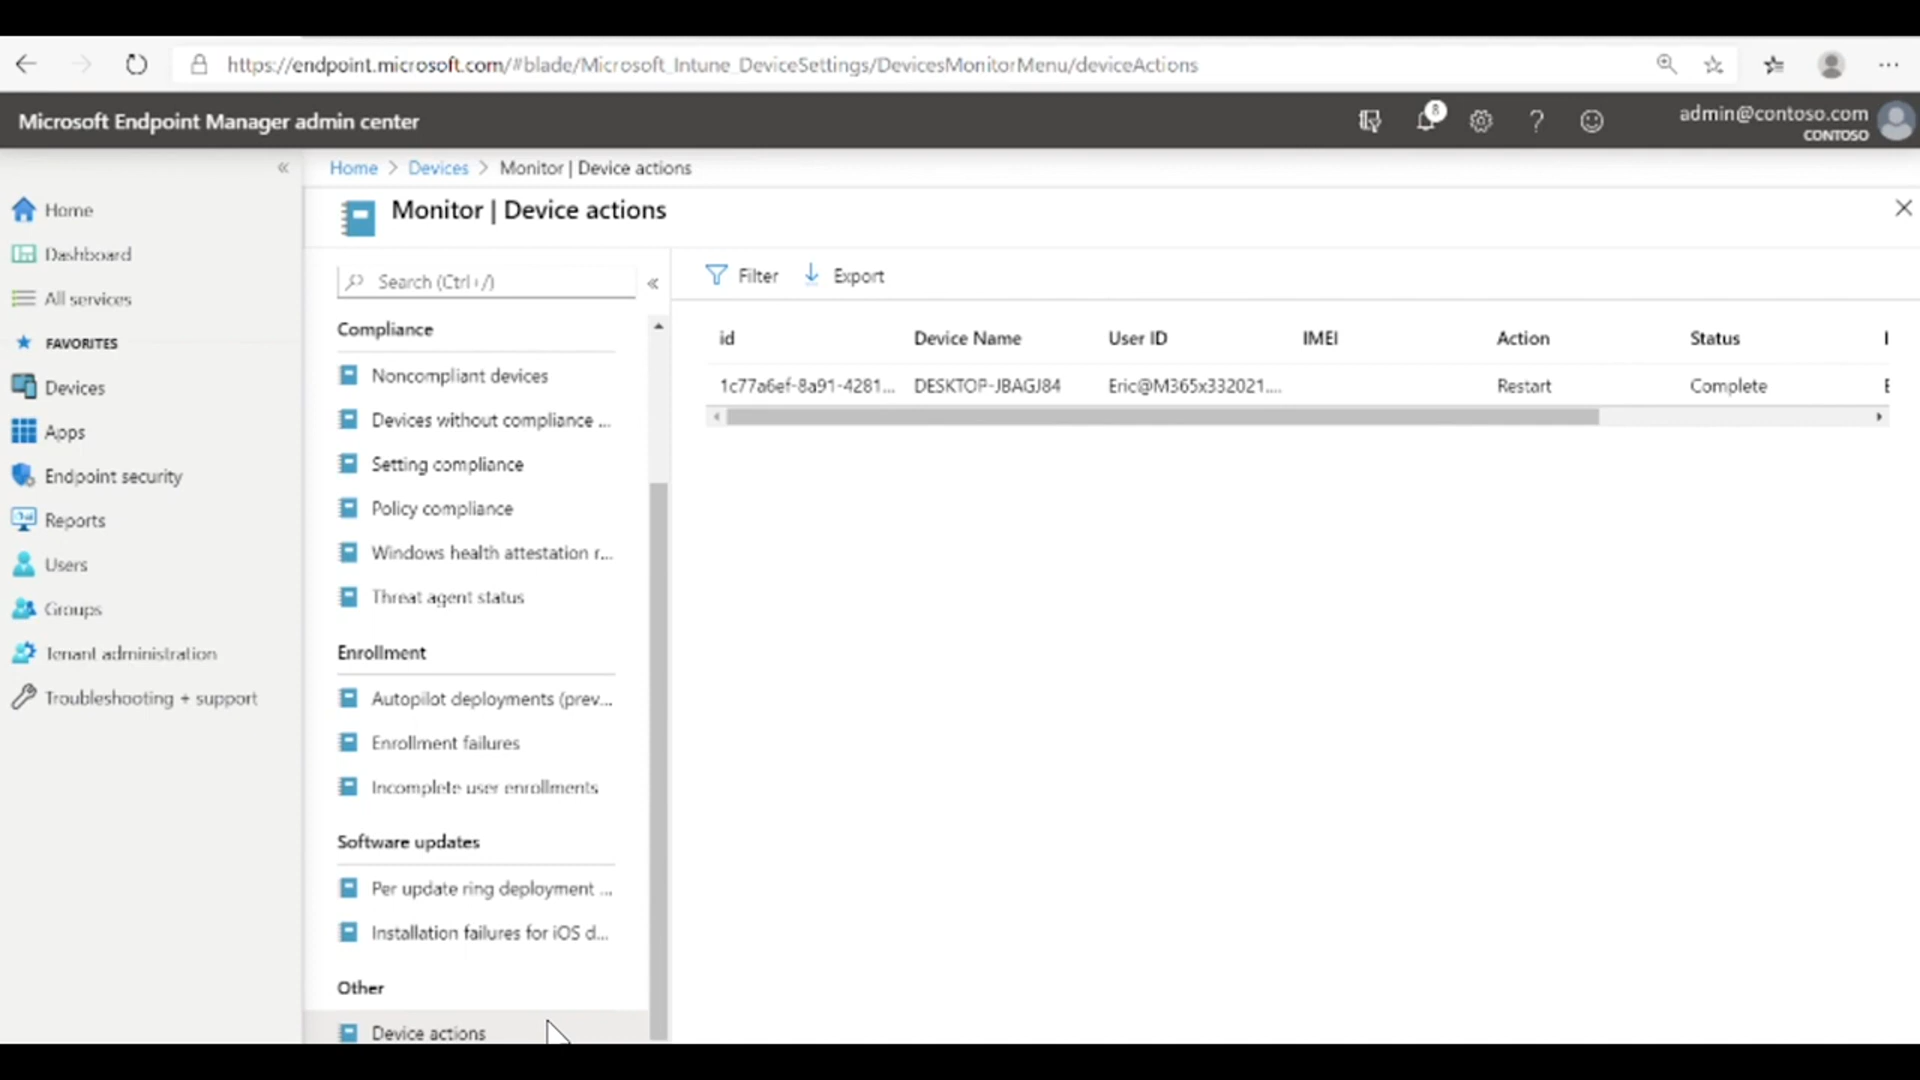 https://endpoint.microsoft.com/#blade/Microsoft_Intune_DeviceSettings/DevicesMonitorMenu/deviceActions
Microsoft Endpoint Manager admin center
8
admin@contoso.com
CONTOSO
Home > Devices > Monitor | Device actions
Monitor | Device actions
Home
Dashboard
All services
FAVORITES
Devices
Apps
Endpoint security
Reports
Users
Groups
Tenant administration
Troubleshooting + support
Search (Ctrl+/)
Compliance
Noncompliant devices
Devices without compliance ...
Setting compliance
Policy compliance
Windows health attestation r...
Threat agent status
Enrollment
Autopilot deployments (prev...
Enrollment failures
Incomplete user enrollments
Software updates
Per update ring deployment ...
Installation failures for iOS d...
Other
Device actions
Filter Export
id Device Name User ID IMEI Action Status
1c77a6ef-8a91-4281... DESKTOP-JBAGJ84 Eric@M365x332021.... Restart Complete